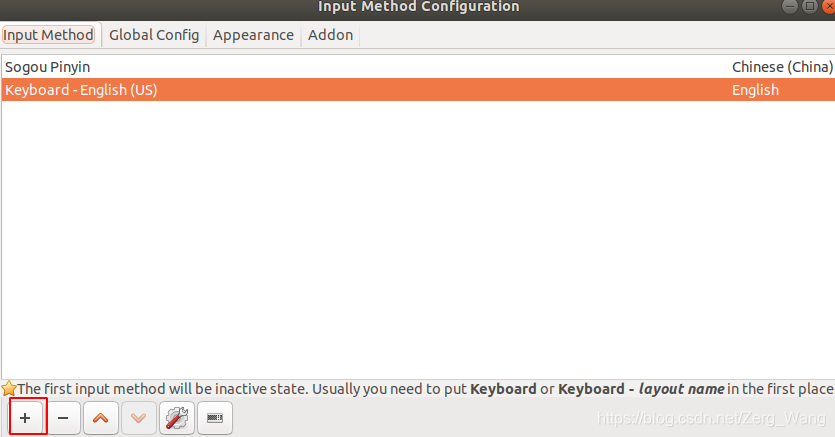 Input Method Configuration
Input Method Global Config Appearance Addon
Sogou Pinyin Chinese (China)
Keyboard - English (US) English
The first input method will be inactive state. Usually you need to put Keyboard or Keyboard - layout name in the first place
https://blog.csdn.net/Zerg_Wang